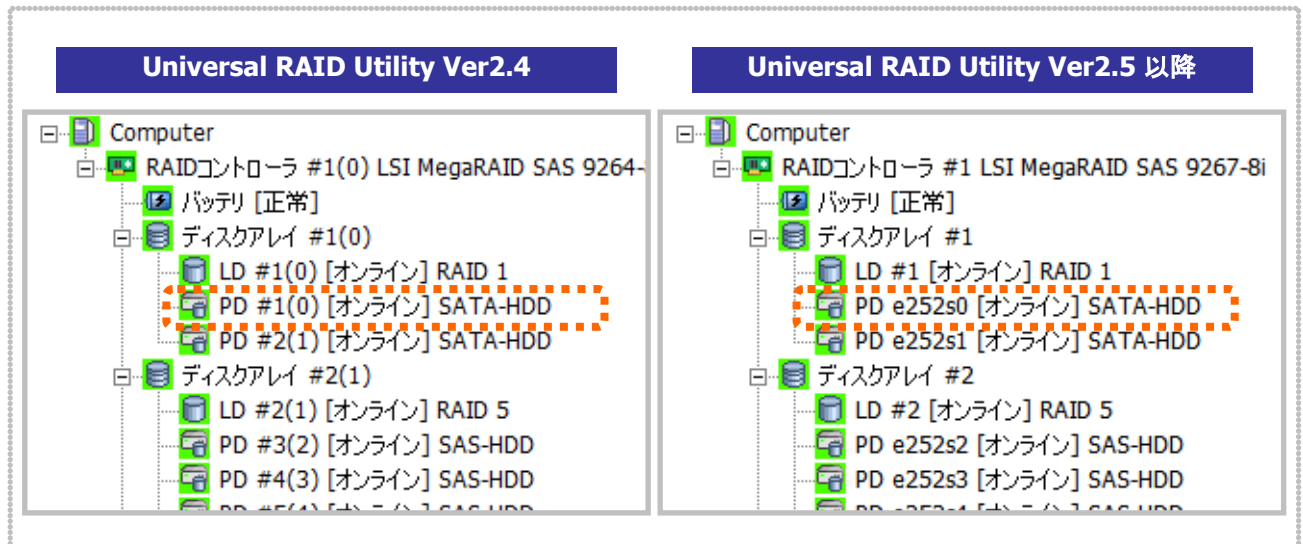 Universal RAID Utility Ver2.4
Computer
RAIDコントローラ #1(0) LSI MegaRAID SAS 9264-
バッテリ [正常]
ディスクアレイ #1(0)
LD #1(0) [オンライン] RAID 1
PD #1(0) [オンライン] SATA-HDD
PD #2(1) [オンライン] SATA-HDD
ディスクアレイ #2(1)
LD #2(1) [オンライン] RAID 5
PD #3(2) [オンライン] SAS-HDD
PD #4(3) [オンライン] SAS-HDD
Universal RAID Utility Ver2.5 以降
Computer
RAIDコントローラ #1 LSI MegaRAID SAS 9267-8i
バッテリ [正常]
ディスクアレイ #1
LD #1 [オンライン] RAID 1
PD e252s0 [オンライン] SATA-HDD
PD e252s1 [オンライン] SATA-HDD
ディスクアレイ #2
LD #2 [オンライン] RAID 5
PD e252s2 [オンライン] SAS-HDD
PD e252s3 [オンライン] SAS-HDD